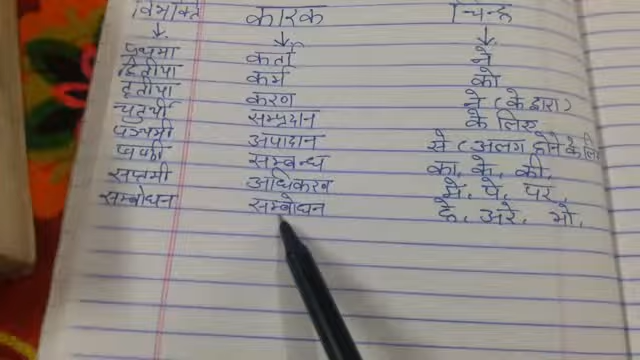 विभक्ति कारक चिन्ह
प्रथमा कर्ता ने
द्वितीया कर्म को
तृतीया करण से (के द्वारा)
चतुर्थी सम्प्रदान के लिए
पञ्चमी अपादान से (अलग होने के लि
षष्ठी सम्बन्ध का, के, की,
सप्तमी अधिकरण में, पे, पर,
सम्बोधन सम्बोधन हे, अरे, भो,